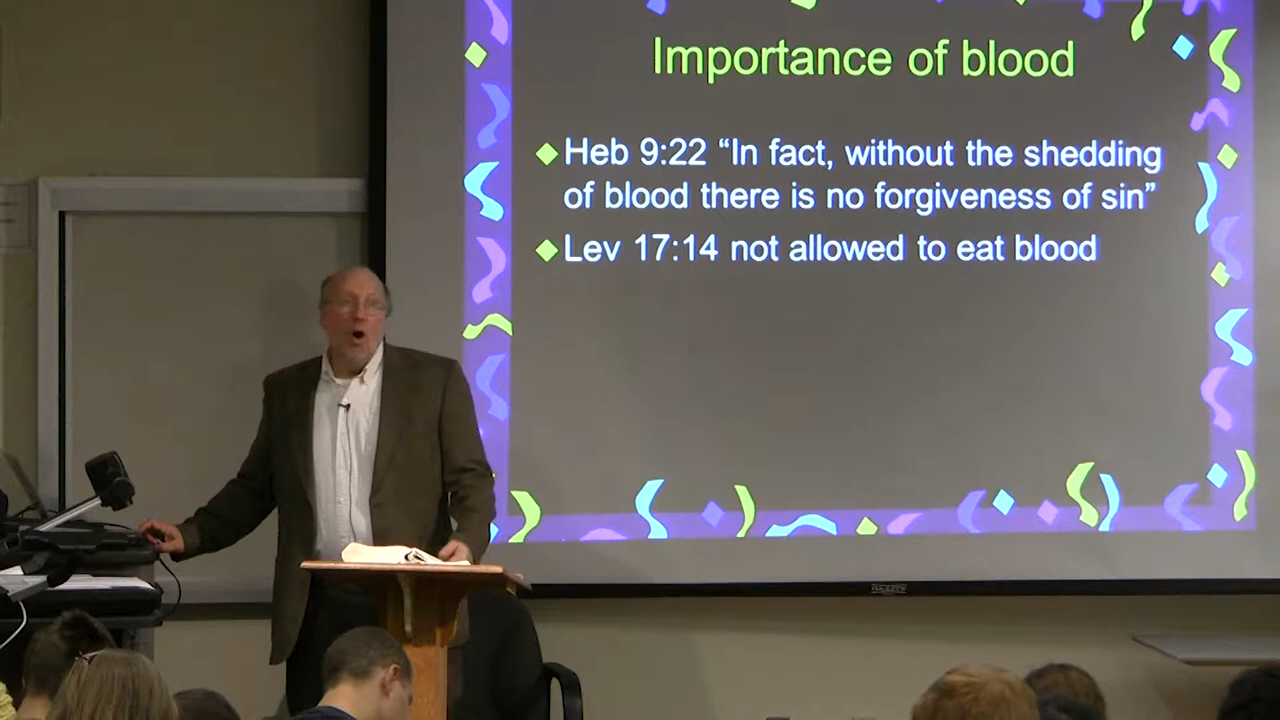 Importance of blood
Heb 9:22 “In fact, without the shedding
of blood there is no forgiveness of sin”
Lev 17:14 not allowed to eat blood